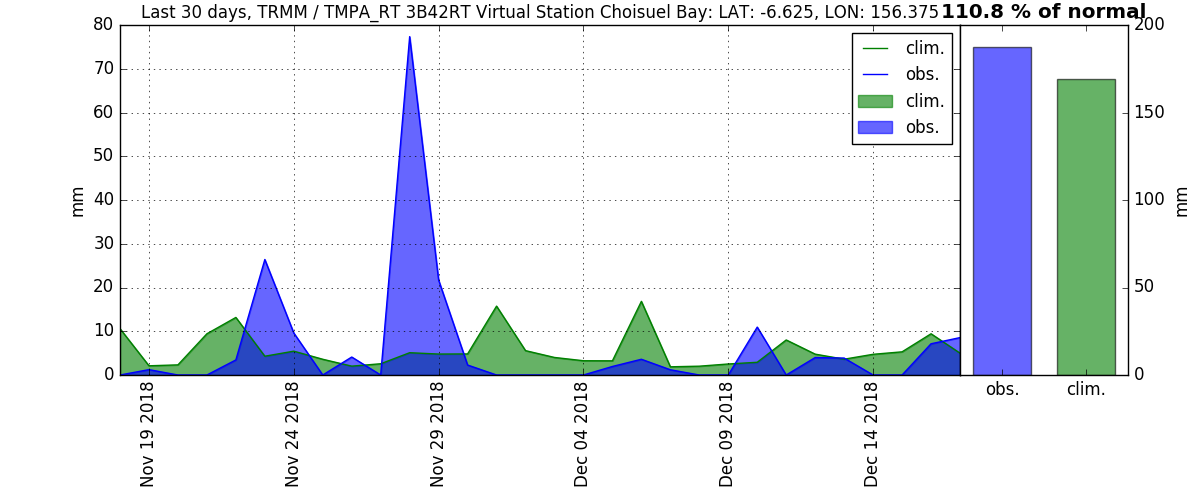 Last 30 days, TRMM / TMPA_RT 3B42RT Virtual Station Choisuel Bay: LAT: -6.625, LON: 156.375
110.8 % of normal
80
70
60
50
40
30
20
10
0
mm
clim.
obs.
clim.
obs.
Nov 19 2018
Nov 24 2018
Nov 29 2018
Dec 04 2018
Dec 09 2018
Dec 14 2018
200
150
100
50
0
mm
obs.
clim.